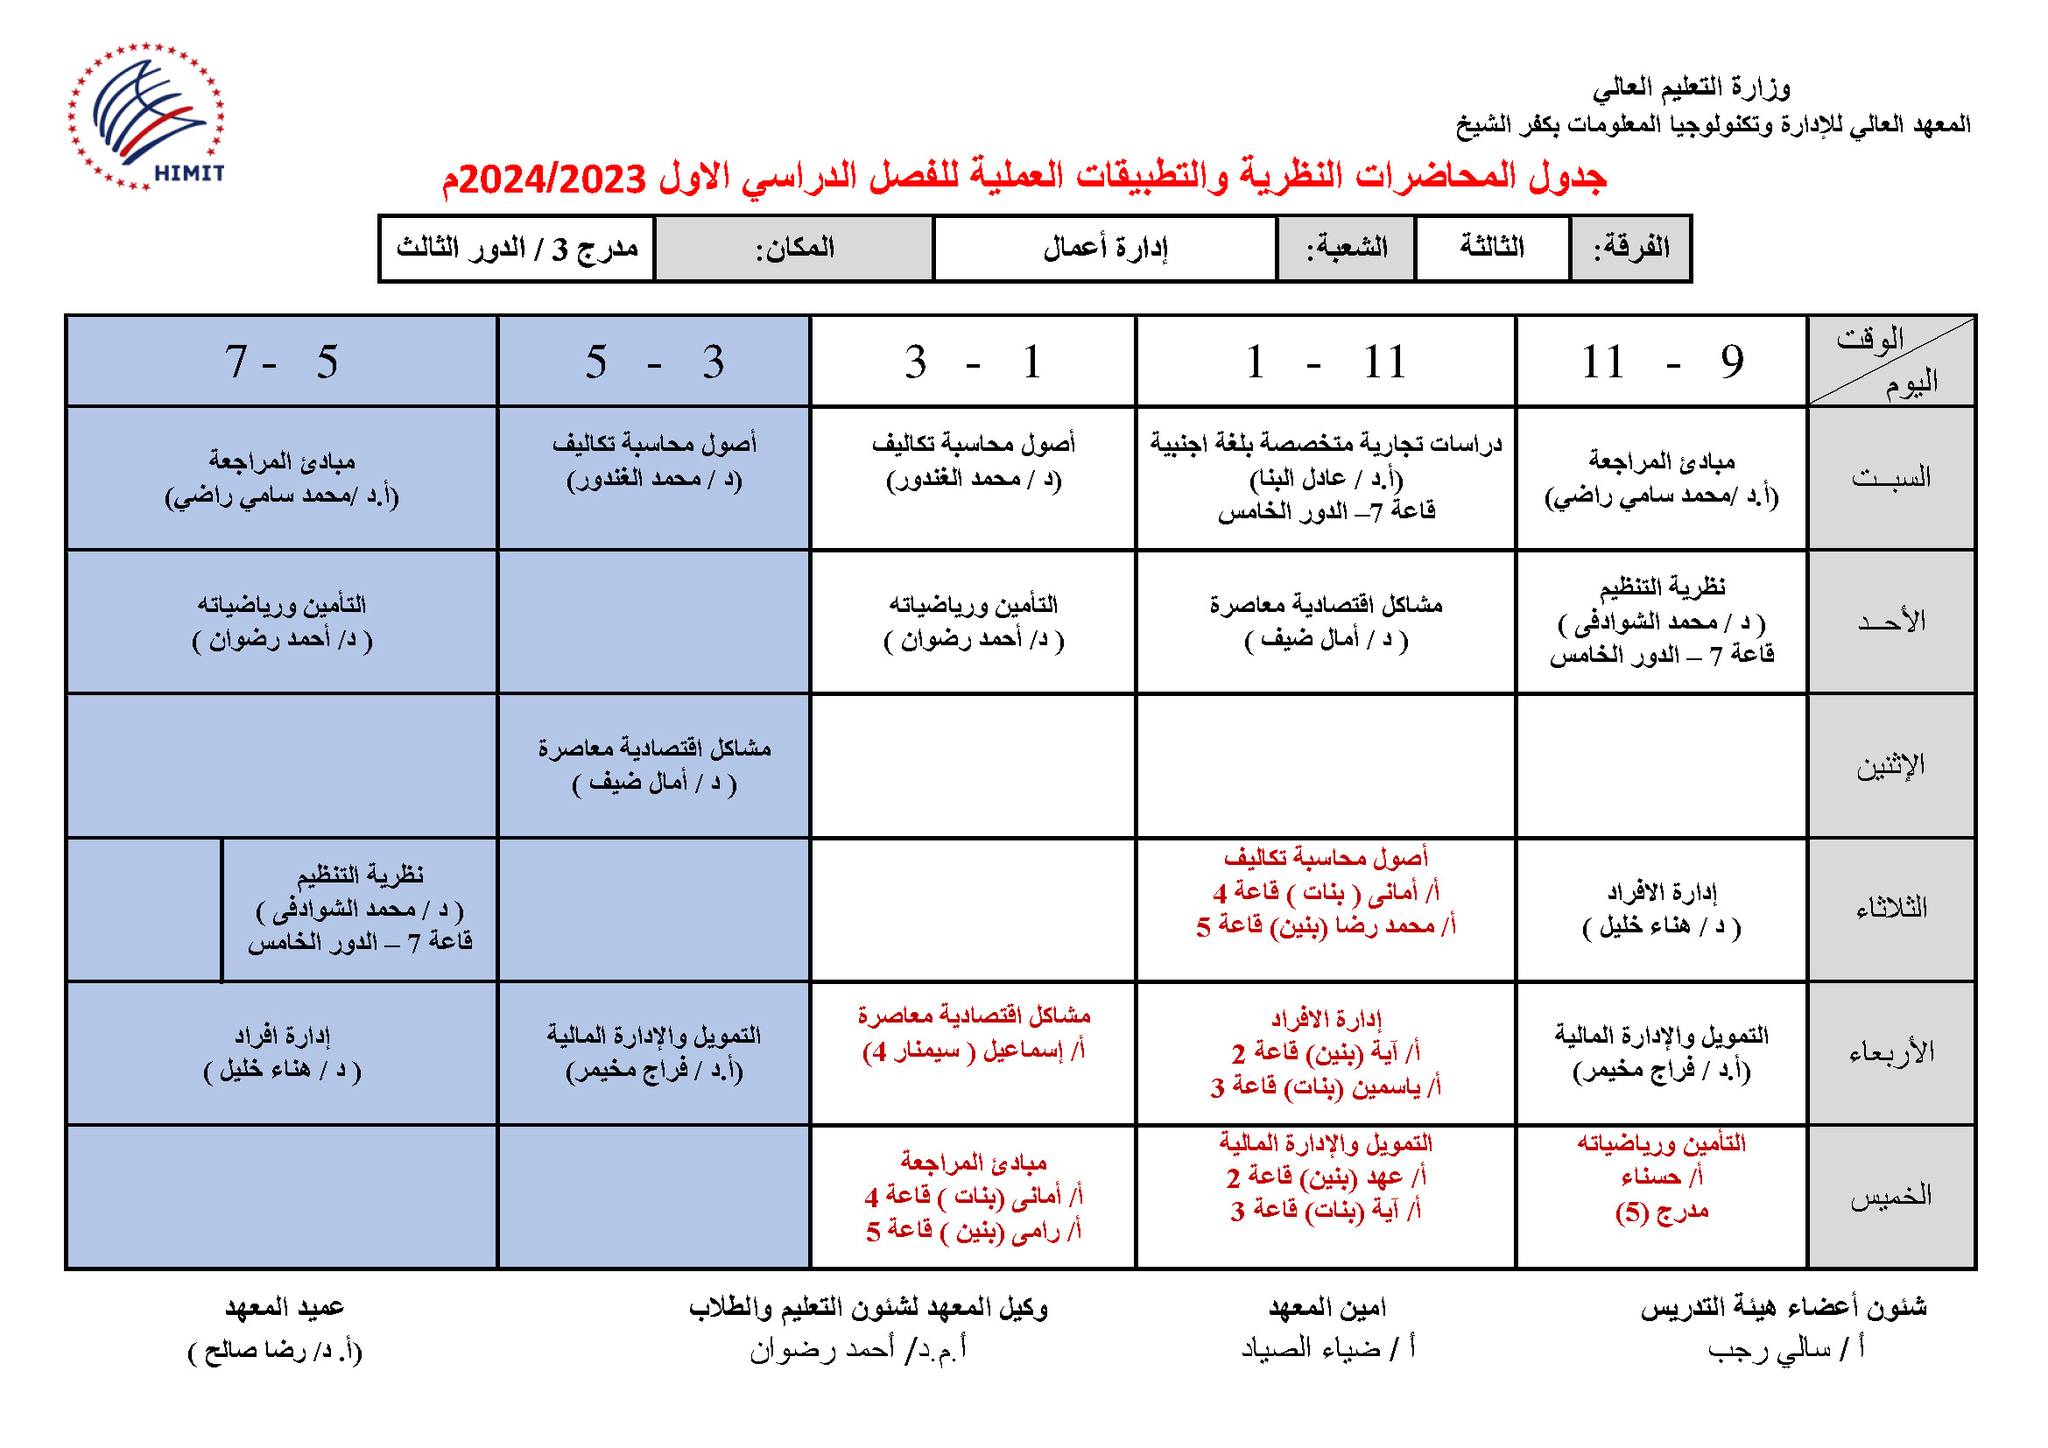 HIMIT
وزارة التعليم العالي
المعهد العالي للإدارة وتكنولوجيا المعلومات بكفر الشيخ
جدول المحاضرات النظرية والتطبيقات العملية للفصل الدراسي الاول 2024/2023م
الفرقة: الثالثة الشعبة: إدارة أعمال المكان: مدرج 3 / الدور الثالث
الوقت
اليوم
9 - 11
11 - 1
1 - 3
3 - 5
5 - 7
السبــت
مبادئ المراجعة
(أ.د /محمد سامي راضي)
دراسات تجارية متخصصة بلغة اجنبية
(أ.د / عادل البنا)
قاعة 7– الدور الخامس
أصول محاسبة تكاليف
(د / محمد الغندور)
أصول محاسبة تكاليف
(د / محمد الغندور)
مبادئ المراجعة
(أ.د /محمد سامي راضي)
الأحــد
نظرية التنظيم
( د / محمد الشوادفى )
قاعة 7 – الدور الخامس
مشاكل اقتصادية معاصرة
( د / أمال ضيف )
التأمين ورياضياته
( د/ أحمد رضوان )
التأمين ورياضياته
( د/ أحمد رضوان )
الإثنين
مشاكل اقتصادية معاصرة
( د / أمال ضيف )
الثلاثاء
إدارة الافراد
( د / هناء خليل )
أصول محاسبة تكاليف
أ/ أمانى ( بنات ) قاعة 4
أ/ محمد رضا (بنين) قاعة 5
نظرية التنظيم
( د / محمد الشوادفى )
قاعة 7 – الدور الخامس
الأربعاء
التمويل والإدارة المالية
(أ.د / فراج مخيمر)
إدارة الافراد
أ/ آية (بنين) قاعة 2
أ/ ياسمين (بنات) قاعة 3
مشاكل اقتصادية معاصرة
أ/ إسماعيل ( سيمنار 4)
التمويل والإدارة المالية
(أ.د / فراج مخيمر)
إدارة افراد
( د / هناء خليل )
الخميس
التأمين ورياضياته
أ/ حسناء
مدرج (5)
التمويل والإدارة المالية
أ/ عهد (بنين) قاعة 2
أ/ آية (بنات) قاعة 3
مبادئ المراجعة
أ/ أمانى (بنات ) قاعة 4
أ/ رامى (بنين ) قاعة 5
شئون أعضاء هيئة التدريس
أ / سالي رجب
امين المعهد
أ / ضياء الصياد
وكيل المعهد لشئون التعليم والطلاب
أ.م.د/ أحمد رضوان
عميد المعهد
(أ. د/ رضا صالح )